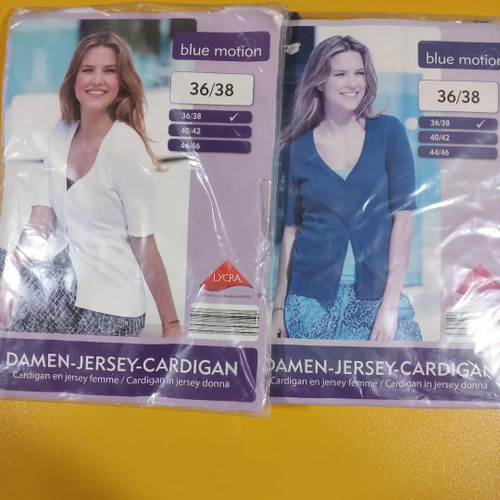 blue motion
36/38
36/38
40/42
44/46
LYCRA
DAMEN-JERSEY-CARDIGAN
Cardigan en jersey femme / Cardigan in jersey donna
blue motion
36/38
36/38
40/42
44/46
DAMEN-JERSEY-CARDIGAN
Cardigan en jersey femme / Cardigan in jersey donna